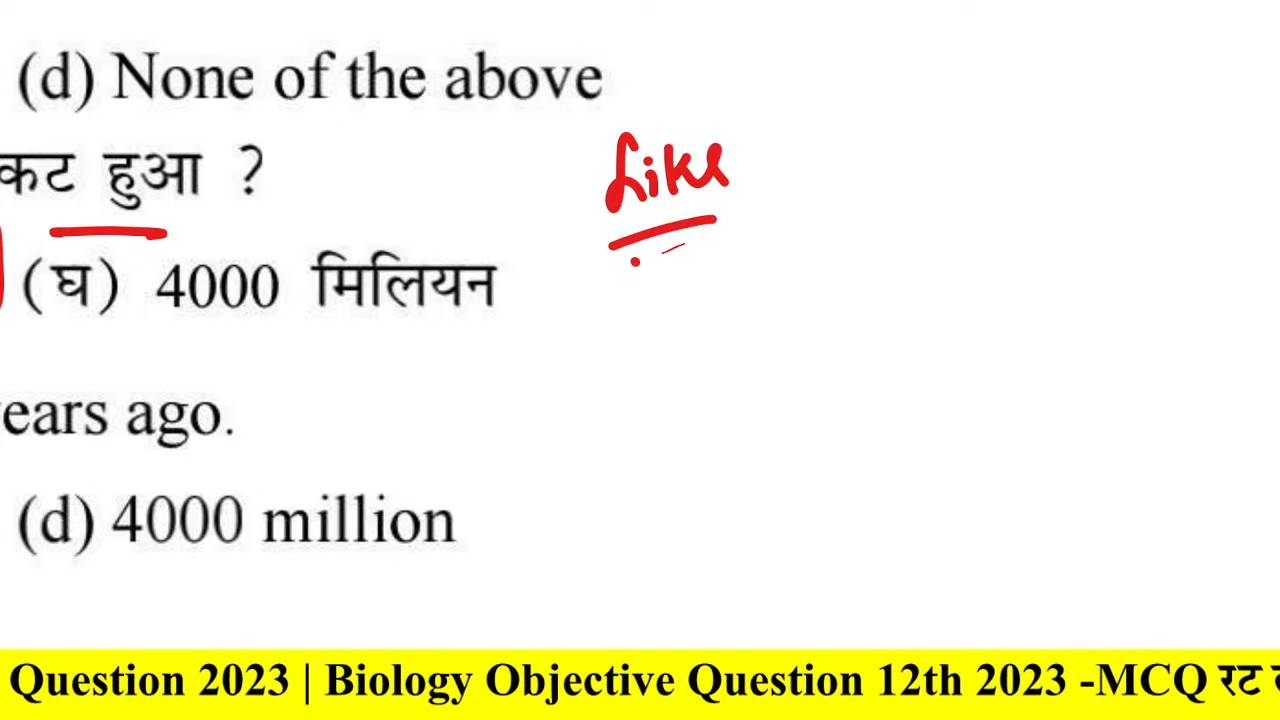 (d) None of the above
कट हुआ ?
Like
(घ) 4000 मिलियन
ears ago.
(d) 4000 million
Question 2023 | Biology Objective Question 12th 2023 -MCQ रट